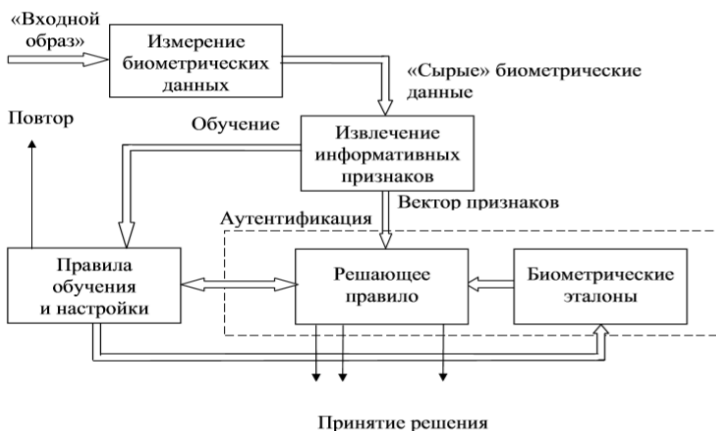 «Входной
образ»
Измерение
биометрических
данных
«Сырые» биометрические
данные
Повтор
Обучение
Извлечение
информативных
признаков
Вектор признаков
Аутентификация
Правила
обучения
и настройки
Решающее
правило
Биометрические
эталоны
Принятие решения